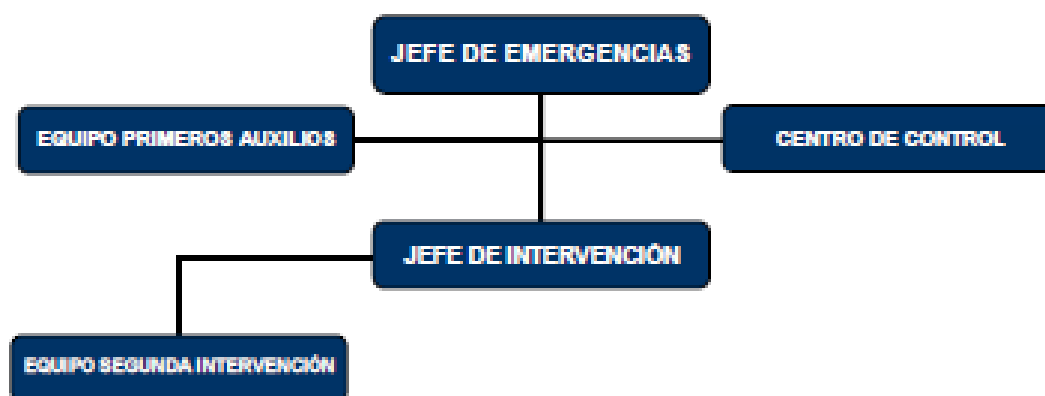 JEFE DE EMERGENCIAS
EQUIPO PRIMEROS AUXILIOS
CENTRO DE CONTROL
JEFE DE INTERVENCIÓN
EQUIPO SEGUNDA INTERVENCIÓN